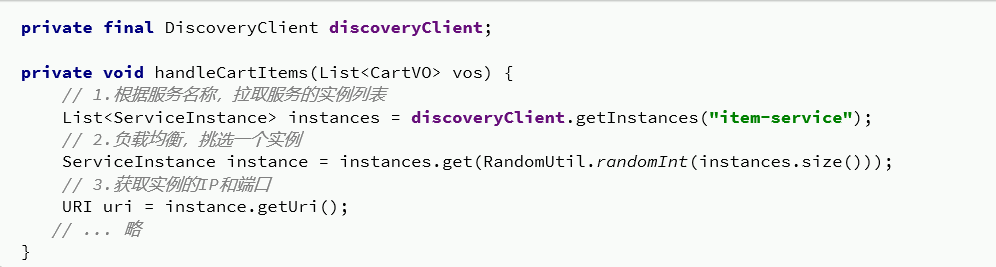 private final DiscoveryClient discoveryClient;
private void handleCartItems(List<CartVO> vos) {
// 1.根据服务名称，拉取服务的实例列表
List<ServiceInstance> instances = discoveryClient.getInstances("item-service");
// 2.负载均衡，挑选一个实例
ServiceInstance instance = instances.get(RandomUtil.randomInt(instances.size()));
// 3.获取实例的IP和端口
URI uri = instance.getUri();
// ... 略
}